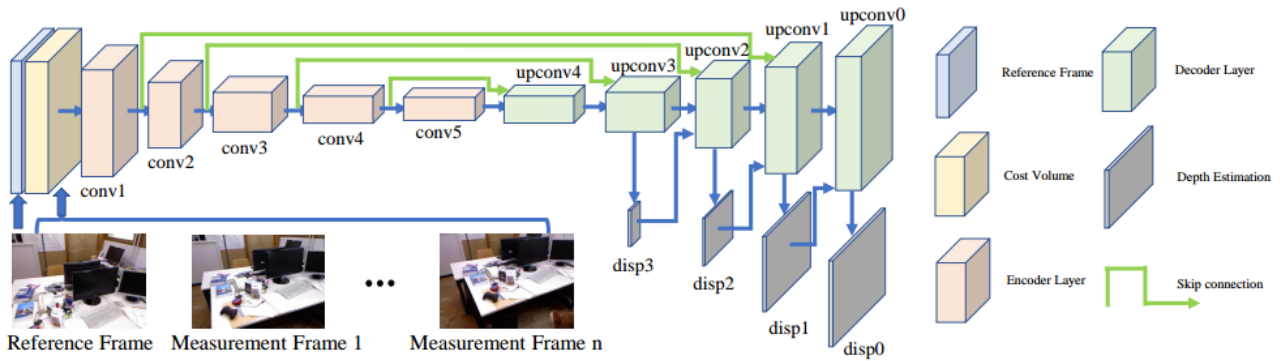 upconv0
upconv1
upconv2
upconv3
upconv4
conv1
conv2
conv3
conv4
conv5
disp3
disp2
disp1
disp0
Reference Frame
Measurement Frame 1
•••
Measurement Frame n
Reference Frame
Decoder Layer
Cost Volume
Depth Estimation
Encoder Layer
Skip connection